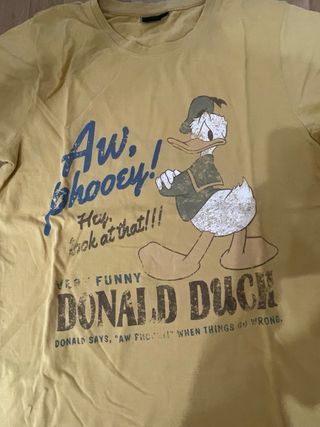 Aw,
phooey!
Hey,
look at that!!!
VERY FUNNY
DONALD DUCK
DONALD SAYS, "AW PHOOEY!" WHEN THINGS GO WRONG.